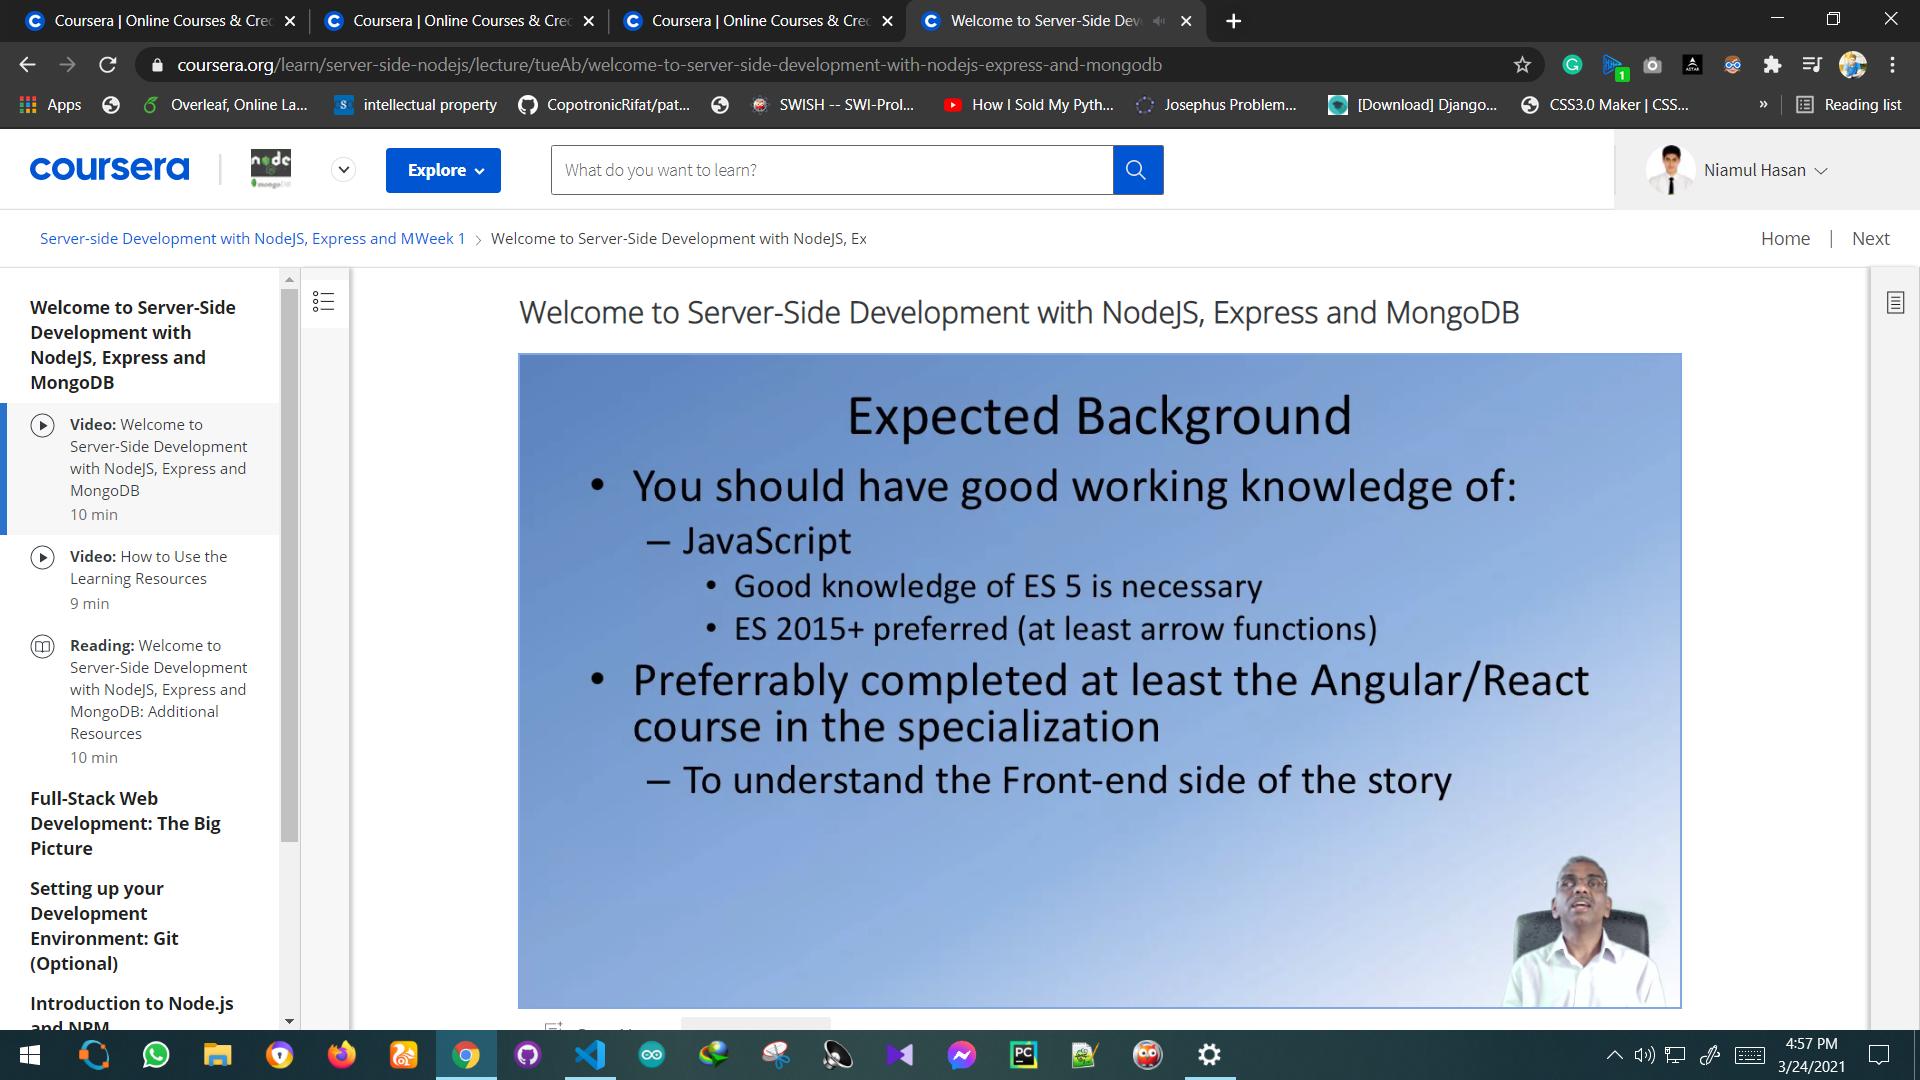 Coursera | Online Courses & Cred
Coursera | Online Courses & Cred
Coursera | Online Courses & Cred
Welcome to Server-Side Dev
coursera.org/learn/server-side-nodejs/lecture/tueAb/welcome-to-server-side-development-with-nodejs-express-and-mongodb
1
Apps
Overleaf, Online La...
intellectual property
CopotronicRifat/pat...
SWISH -- SWI-Prol...
How I Sold My Pyth...
Josephus Problem...
[Download] Django...
CSS3.0 Maker | CSS...
»
Reading list
coursera
node
mongoDB
Explore
What do you want to learn?
Niamul Hasan
Server-side Development with NodeJS, Express and MWeek 1
Welcome to Server-Side Development with NodeJS, Ex
Home | Next
Welcome to Server-Side
Development with
NodeJS, Express and
MongoDB
Video: Welcome to
Server-Side Development
with NodeJS, Express and
MongoDB
10 min
Video: How to Use the
Learning Resources
9 min
Reading: Welcome to
Server-Side Development
with NodeJS, Express and
MongoDB: Additional
Resources
10 min
Full-Stack Web
Development: The Big
Picture
Setting up your
Development
Environment: Git
(Optional)
Introduction to Node.js
and NPM
Welcome to Server-Side Development with NodeJS, Express and MongoDB
Expected Background
• You should have good working knowledge of:
– JavaScript
• Good knowledge of ES 5 is necessary
• ES 2015+ preferred (at least arrow functions)
• Preferrably completed at least the Angular/React
course in the specialization
– To understand the Front-end side of the story
PC
4:57 PM
3/24/2021